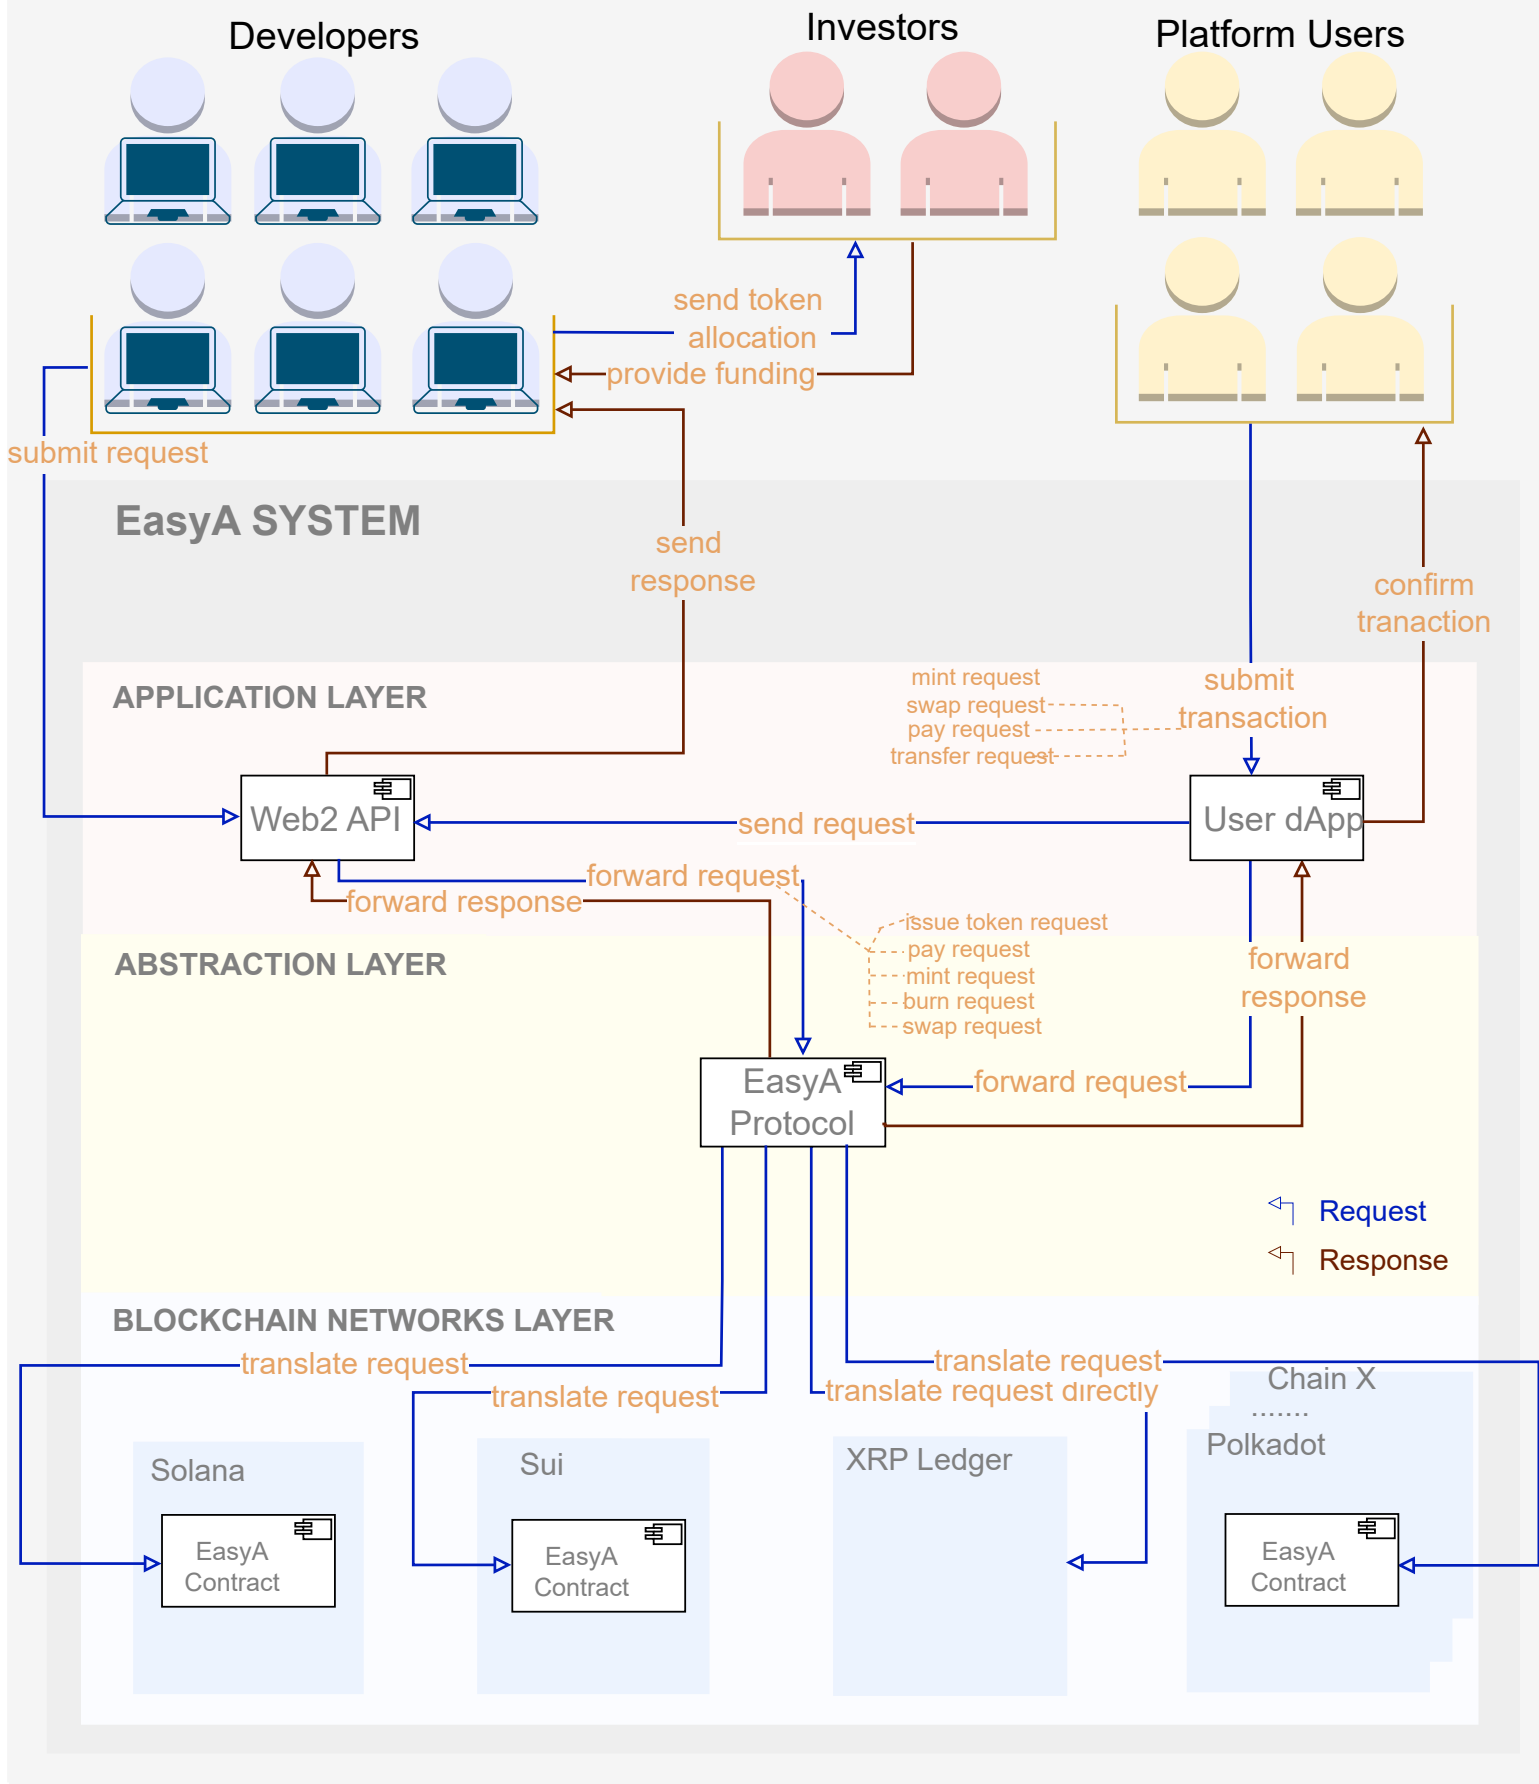 Developers
Investors
Platform Users
send token
allocation
provide funding
submit request
EasyA SYSTEM
send
response
confirm
tranaction
APPLICATION LAYER
mint request
swap request
pay request
transfer request
submit
transaction
Web2 API
User dApp
send request
forward request
forward response
issue token request
pay request
mint request
burn request
swap request
ABSTRACTION LAYER
forward
response
EasyA
Protocol
forward request
Request
Response
BLOCKCHAIN NETWORKS LAYER
translate request
translate request
translate request
translate request directly
Chain X
.......
Polkadot
Solana
Sui
XRP Ledger
EasyA
Contract
EasyA
Contract
EasyA
Contract